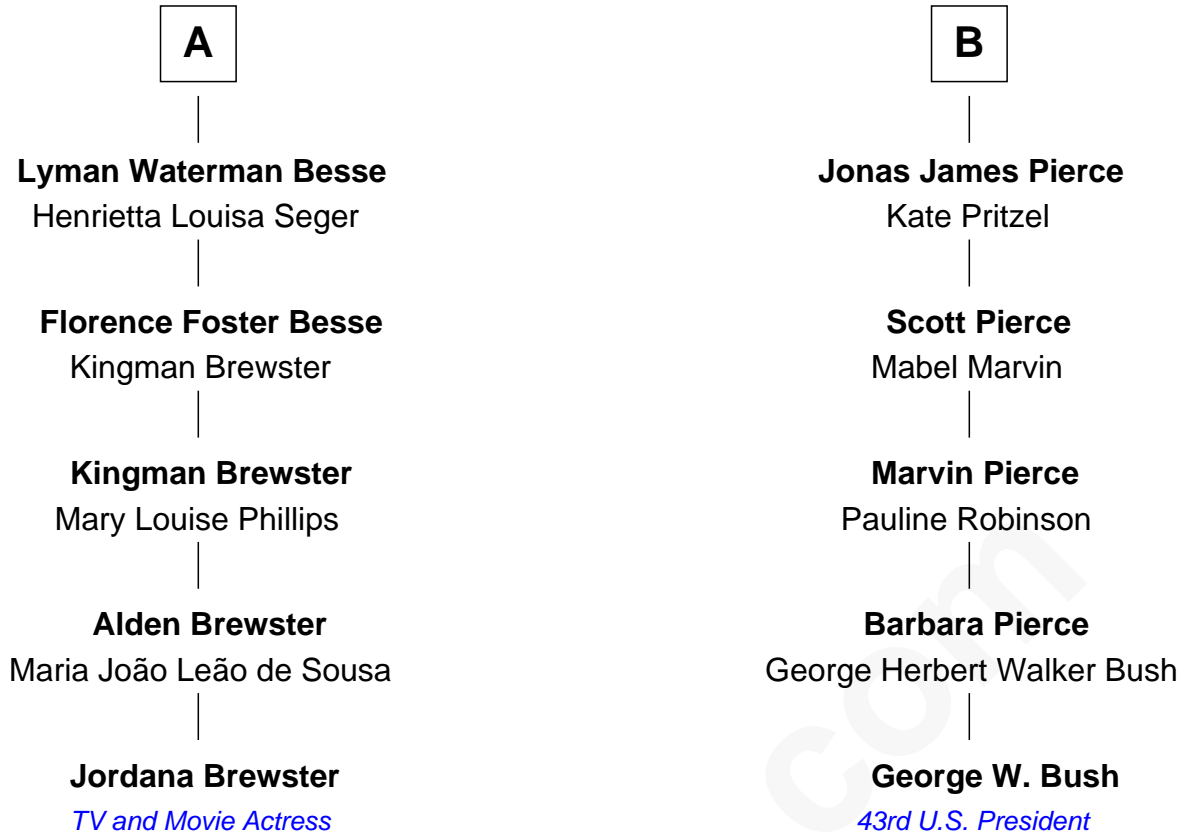 A
Lyman Waterman Besse
Henrietta Louisa Seger
Florence Foster Besse
Kingman Brewster
Kingman Brewster
Mary Louise Phillips
Alden Brewster
Maria João Leão de Sousa
Jordana Brewster
TV and Movie Actress
B
Jonas James Pierce
Kate Pritzel
Scott Pierce
Mabel Marvin
Marvin Pierce
Pauline Robinson
Barbara Pierce
George Herbert Walker Bush
George W. Bush
43rd U.S. President
com